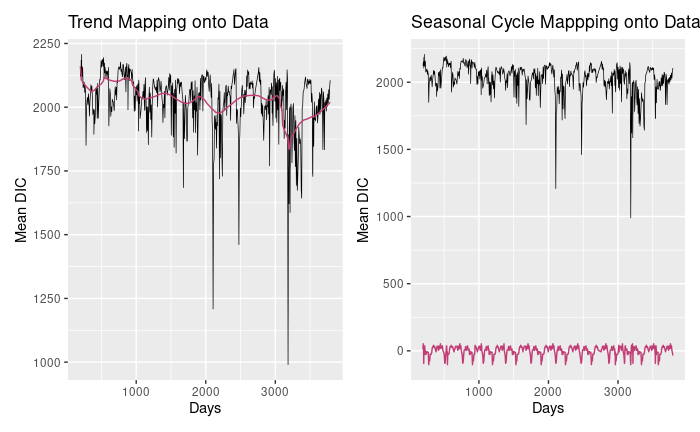 Trend Mapping onto Data
Mean DIC
2250
2000
1750
1500
1250
1000
1000
2000
3000
Days
Seasonal Cycle Mappping onto Data
Mean DIC
2000
1500
1000
500
0
1000
2000
3000
Days